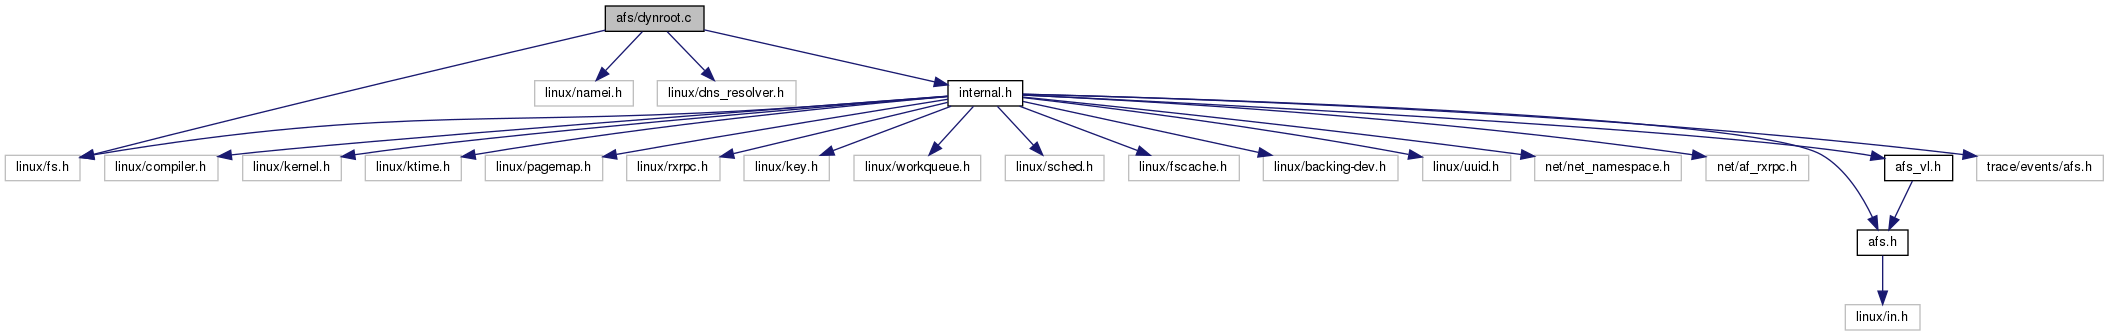 afs/dynroot.c
linux/namei.h
linux/dns_resolver.h
internal.h
linux/fs.h
linux/compiler.h
linux/kernel.h
linux/ktime.h
linux/pagemap.h
linux/rxrpc.h
linux/key.h
linux/workqueue.h
linux/sched.h
linux/fscache.h
linux/backing-dev.h
linux/uuid.h
net/net_namespace.h
net/af_rxrpc.h
afs_vl.h
trace/events/afs.h
afs.h
linux/in.h